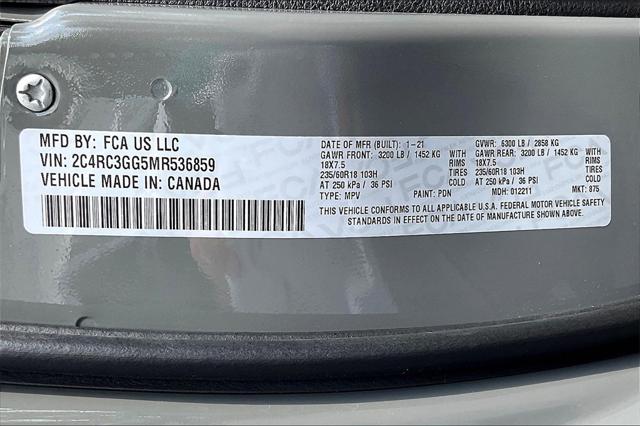 MFD BY: FCA US LLC
VIN: 2C4RC3GG5MR536859
VEHICLE MADE IN: CANADA
DATE OF MFR (BUILT): 1-21 GVWR: 6300 LB / 2858 KG
GAWR FRONT: 3200 LB / 1452 KG WITH GAWR REAR: 3200 LB / 1452 KG WITH
18X7.5 RIMS 18X7.5 RIMS
235/60R18 103H TIRES 235/60R18 103H TIRES
AT 250 kPa / 36 PSI COLD AT 250 kPa / 36 PSI COLD
TYPE: MPV PAINT: PDN MDH: 012211 MKT: 875
THIS VEHICLE CONFORMS TO ALL APPLICABLE U.S.A. FEDERAL MOTOR VEHICLE SAFETY
STANDARDS IN EFFECT ON THE DATE OF MANUFACTURE SHOWN ABOVE.